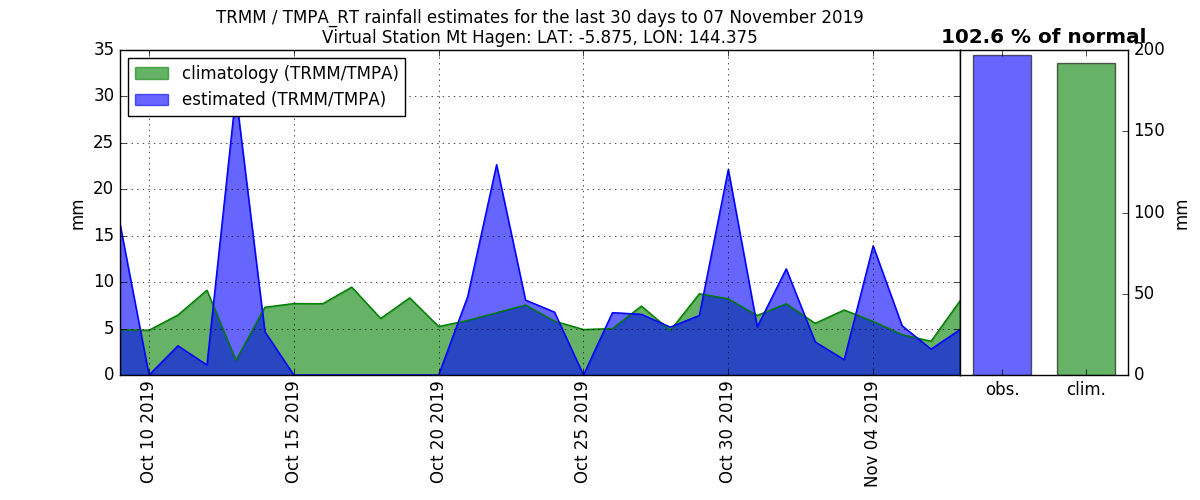 TRMM / TMPA_RT rainfall estimates for the last 30 days to 07 November 2019
Virtual Station Mt Hagen: LAT: -5.875, LON: 144.375
102.6 % of normal
climatology (TRMM/TMPA)
estimated (TRMM/TMPA)
35
30
25
20
15
10
5
0
mm
Oct 10 2019
Oct 15 2019
Oct 20 2019
Oct 25 2019
Oct 30 2019
Nov 04 2019
obs.
clim.
200
150
100
50
0
mm